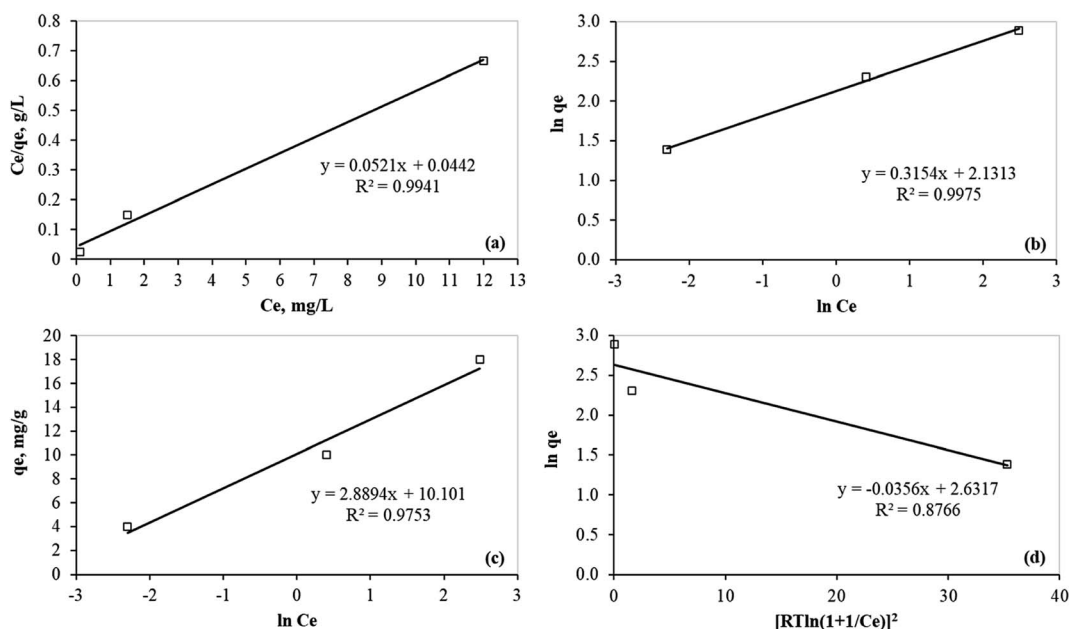 0.8
0.7
0.6
0.5
0.4
0.3
0.2
0.1
0
Ce/qe, g/L
y = 0.0521x + 0.0442
R² = 0.9941
(a)
0 1 2 3 4 5 6 7 8 9 10 11 12 13
Ce, mg/L
3.0
2.5
2.0
1.5
1.0
0.5
0.0
ln qe
y = 0.3154x + 2.1313
R² = 0.9975
(b)
-3 -2 -1 0 1 2 3
ln Ce
20
18
16
14
12
10
8
6
4
2
0
qe, mg/g
y = 2.8894x + 10.101
R² = 0.9753
(c)
-3 -2 -1 0 1 2 3
ln Ce
3.0
2.5
2.0
1.5
1.0
0.5
0.0
ln qe
y = -0.0356x + 2.6317
R² = 0.8766
(d)
0 10 20 30 40
[RTln(1+1/Ce)]²